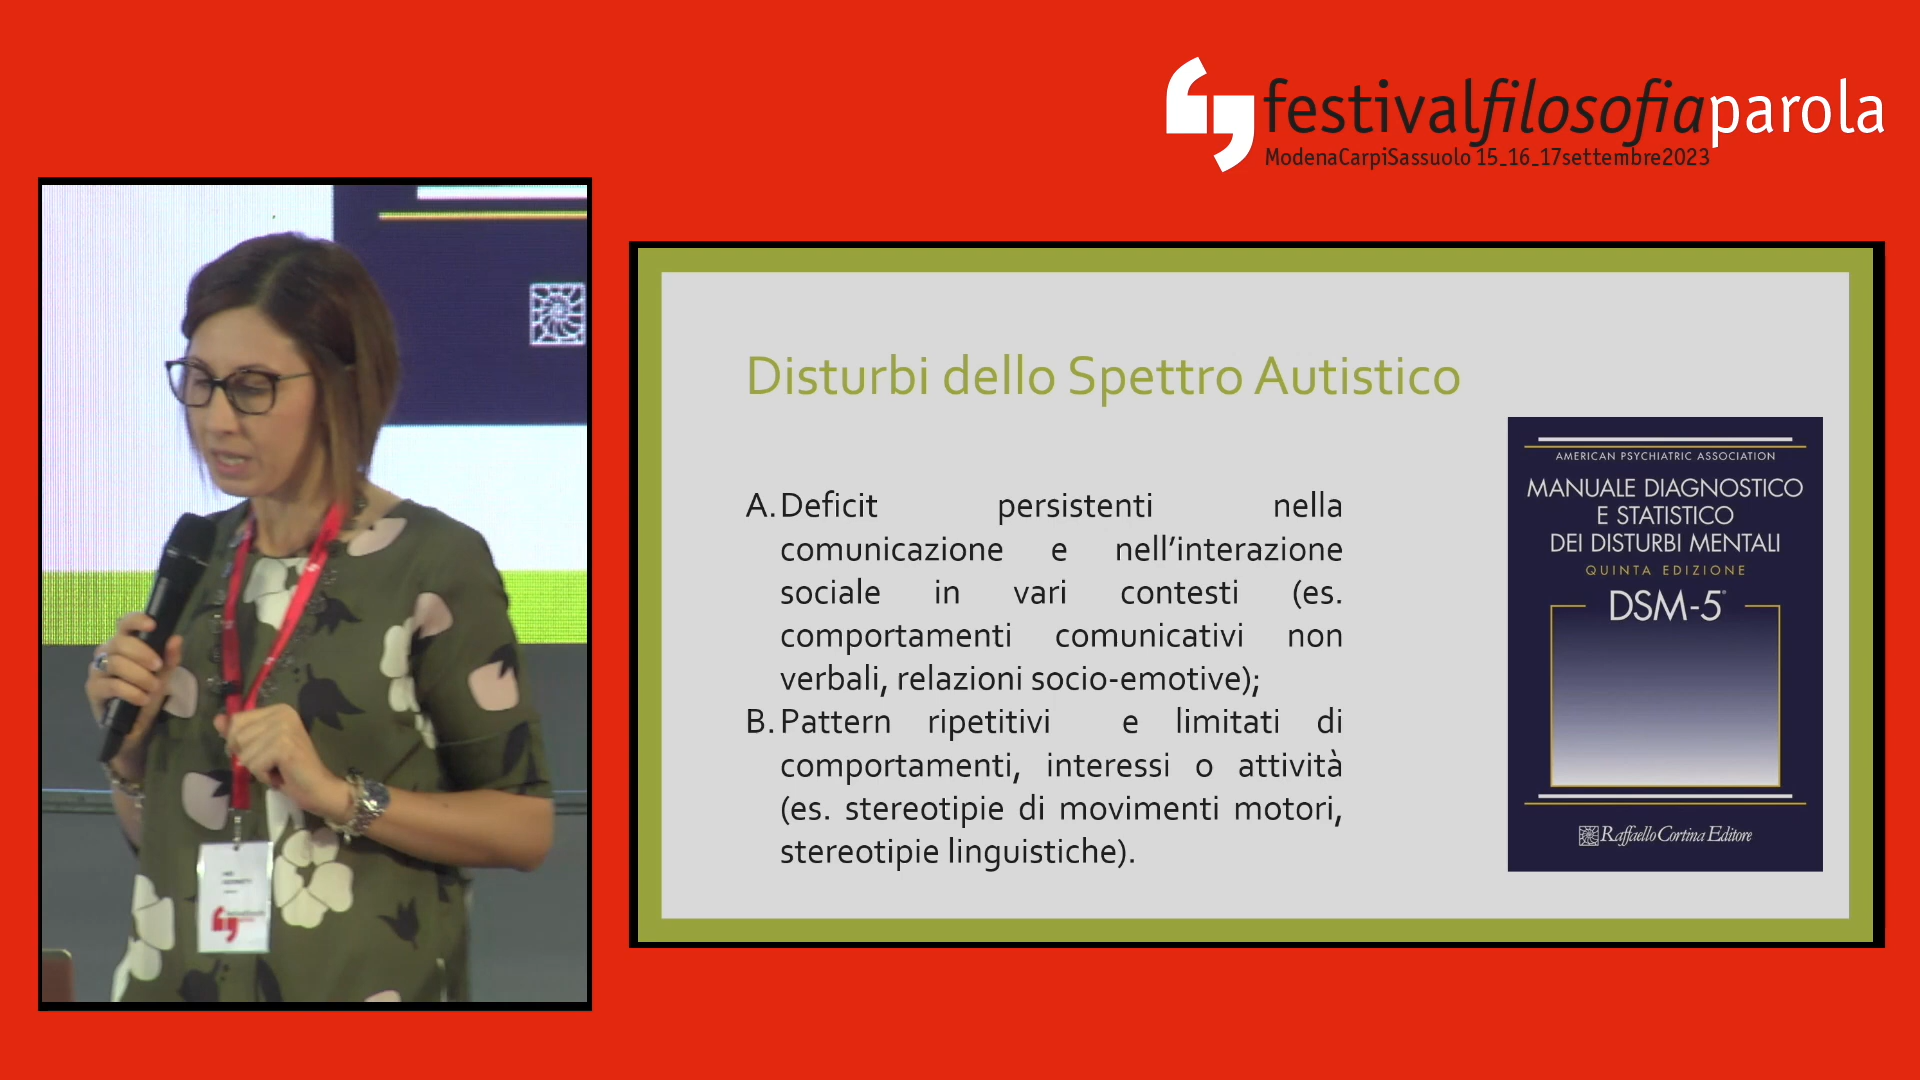 festivalfilosofiaparola
ModenaCarpiSassuolo 15_16_17settembre2023
Disturbi dello Spettro Autistico
A. Deficit persistenti nella
comunicazione e nell'interazione
sociale in vari contesti (es.
comportamenti comunicativi non
verbali, relazioni socio-emotive);
B. Pattern ripetitivi e limitati di
comportamenti, interessi o attività
(es. stereotipie di movimenti motori,
stereotipie linguistiche).
AMERICAN PSYCHIATRIC ASSOCIATION
MANUALE DIAGNOSTICO
E STATISTICO
DEI DISTURBI MENTALI
QUINTA EDIZIONE
DSM-5®
Raffaello Cortina Editore